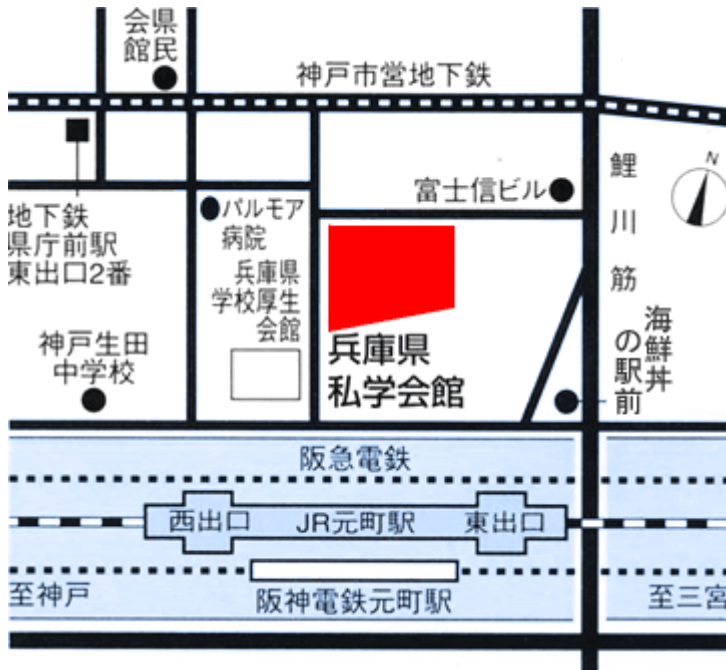 会県
館民
神戸市営地下鉄
N
鯉川筋
富士信ビル
パルモア
病院
地下鉄
県庁前駅
東出口2番
兵庫県
学校厚生
会館
海鮮丼
の駅前
神戸生田
中学校
兵庫県
私学会館
阪急電鉄
西出口
JR元町駅
東出口
至神戸
阪神電鉄元町駅
至三宮